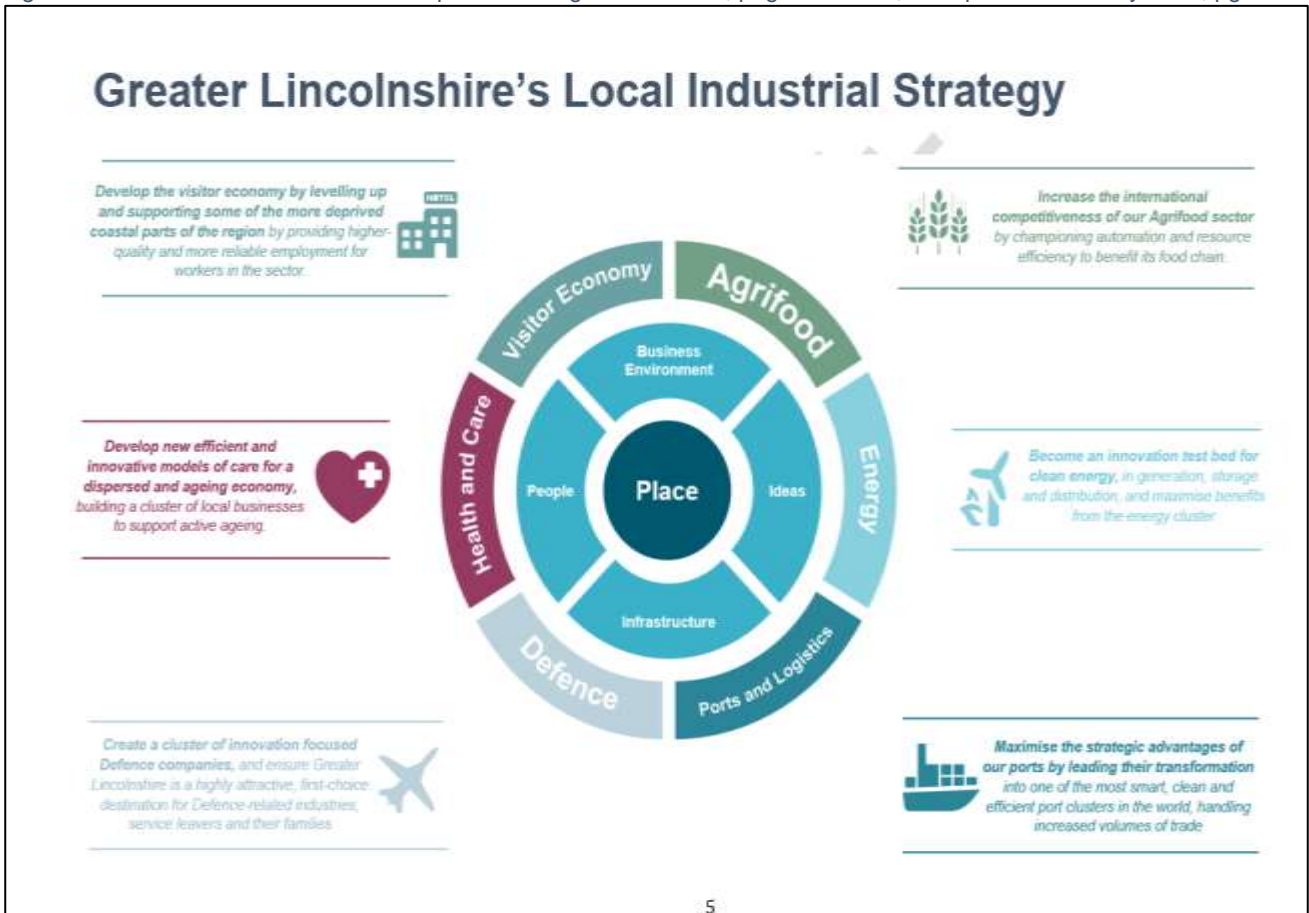 Greater Lincolnshire's Local Industrial Strategy
Develop the visitor economy by levelling up
and supporting some of the more deprived
coastal parts of the region by providing higher-
quality and more reliable employment for
workers in the sector.
HOTEL
Increase the international
competitiveness of our Agrifood sector
by championing automation and resource
efficiency to benefit its food chain.
Visitor Economy
Agrifood
Business
Environment
Develop new efficient and
innovative models of care for a
dispersed and ageing economy,
building a cluster of local businesses
to support active ageing.
Health and Care
People
Place
Ideas
Energy
Become an innovation test bed for
clean energy, in generation, storage
and distribution, and maximise benefits
from the energy cluster
Infrastructure
Defence
Ports and Logistics
Create a cluster of innovation focused
Defence companies, and ensure Greater
Lincolnshire is a highly attractive, first-choice
destination for Defence-related industries,
service leavers and their families
Maximise the strategic advantages of
our ports by leading their transformation
into one of the most smart, clean and
efficient port clusters in the world, handling
increased volumes of trade
5